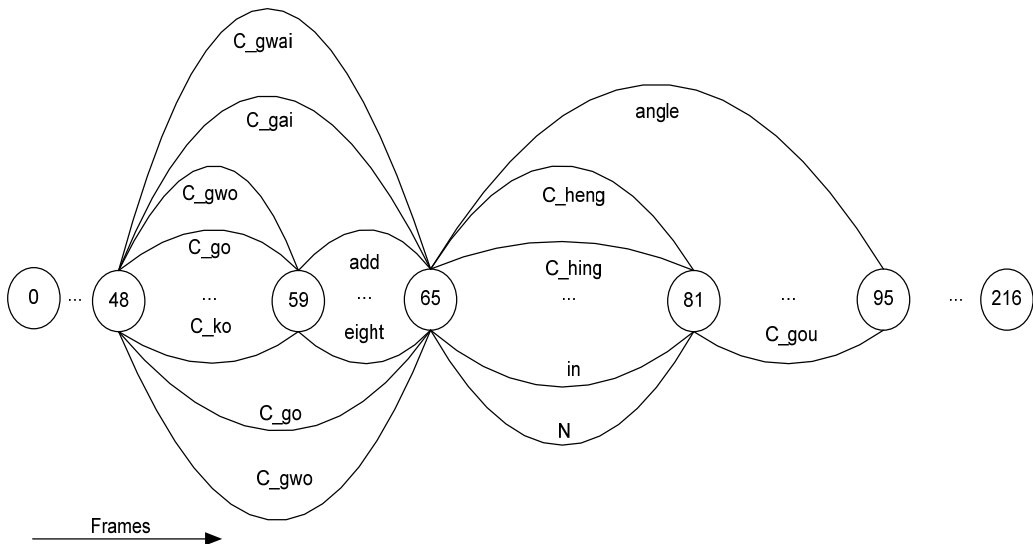 C_gwai
C_gai
angle
C_gwo
C_heng
C_go
add
C_hing
0 ... 48 ... 59 ... 65 ... 81 ... 95 ... 216
C_ko
eight
C_gou
in
C_go
N
C_gwo
Frames